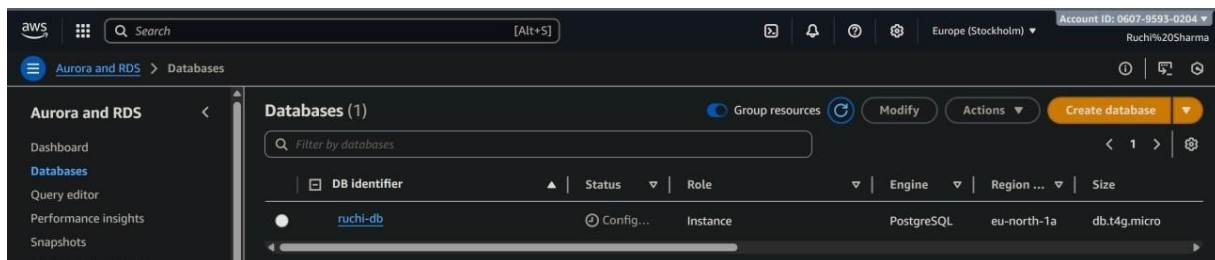 aws Search [Alt+S] Europe (Stockholm) Account ID: 0607-9593-0204
Ruchi%20Sharma
Aurora and RDS > Databases
Aurora and RDS
Dashboard
Databases
Query editor
Performance insights
Snapshots
Databases (1) Group resources Modify Actions Create database
Filter by databases 1
DB identifier Status Role Engine Region ... Size
ruchi-db Config... Instance PostgreSQL eu-north-1a db.t4g.micro